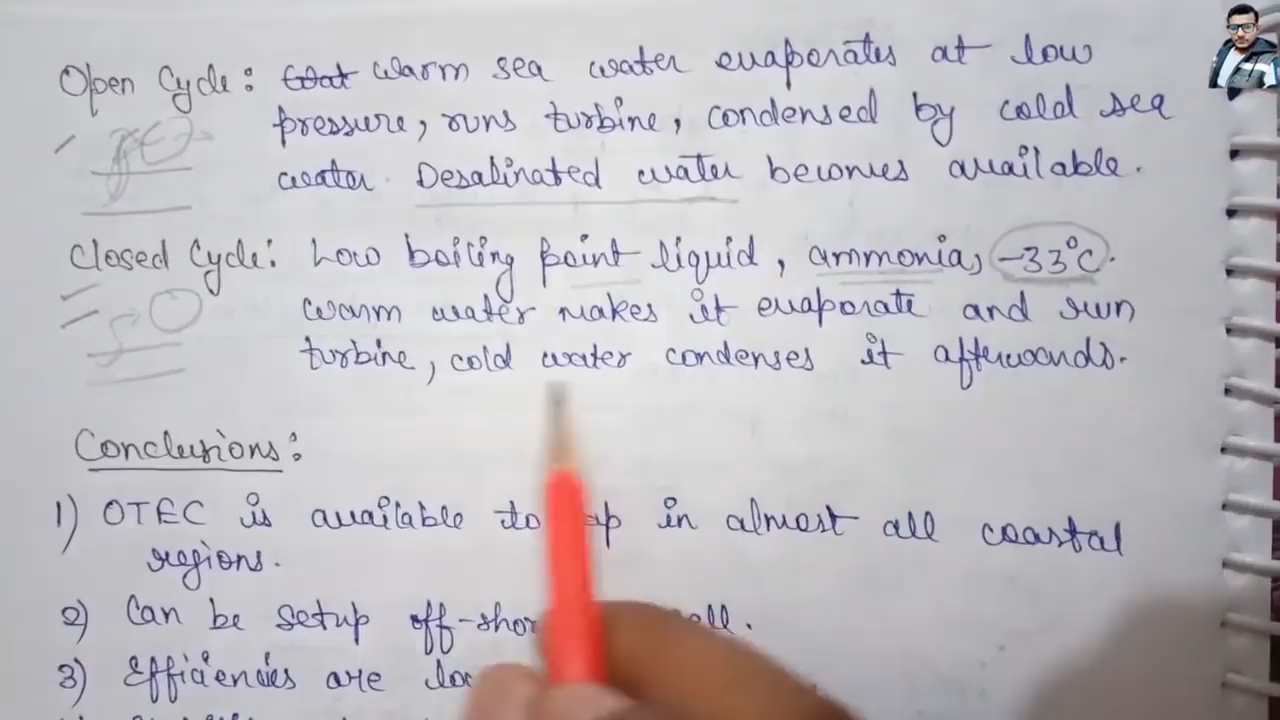 Open Cycle: warm sea water evaporates at low
pressure, runs turbine, condensed by cold sea
water. Desalinated water becomes available.
Closed Cycle: Low boiling point liquid, ammonia, -33°C.
warm water makes it evaporate and run
turbine, cold water condenses it afterwards.
Conclusions:
1) OTEC is available to in almost all coastal
regions.
2) Can be setup
3) Efficiencies are